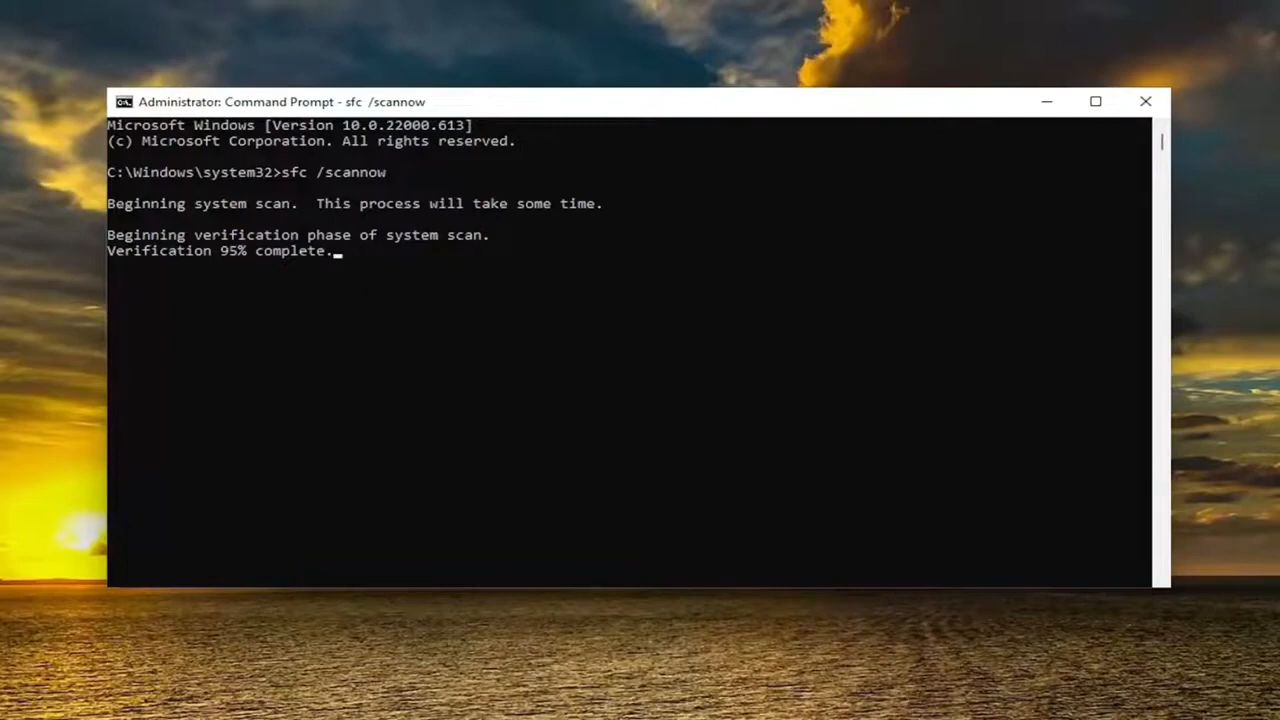 Administrator: Command Prompt - sfc  /scannow
Microsoft Windows [Version 10.0.22000.613]
(c) Microsoft Corporation. All rights reserved.
C:\Windows\system32>sfc /scannow
Beginning system scan.  This process will take some time.
Beginning verification phase of system scan.
Verification 95% complete.